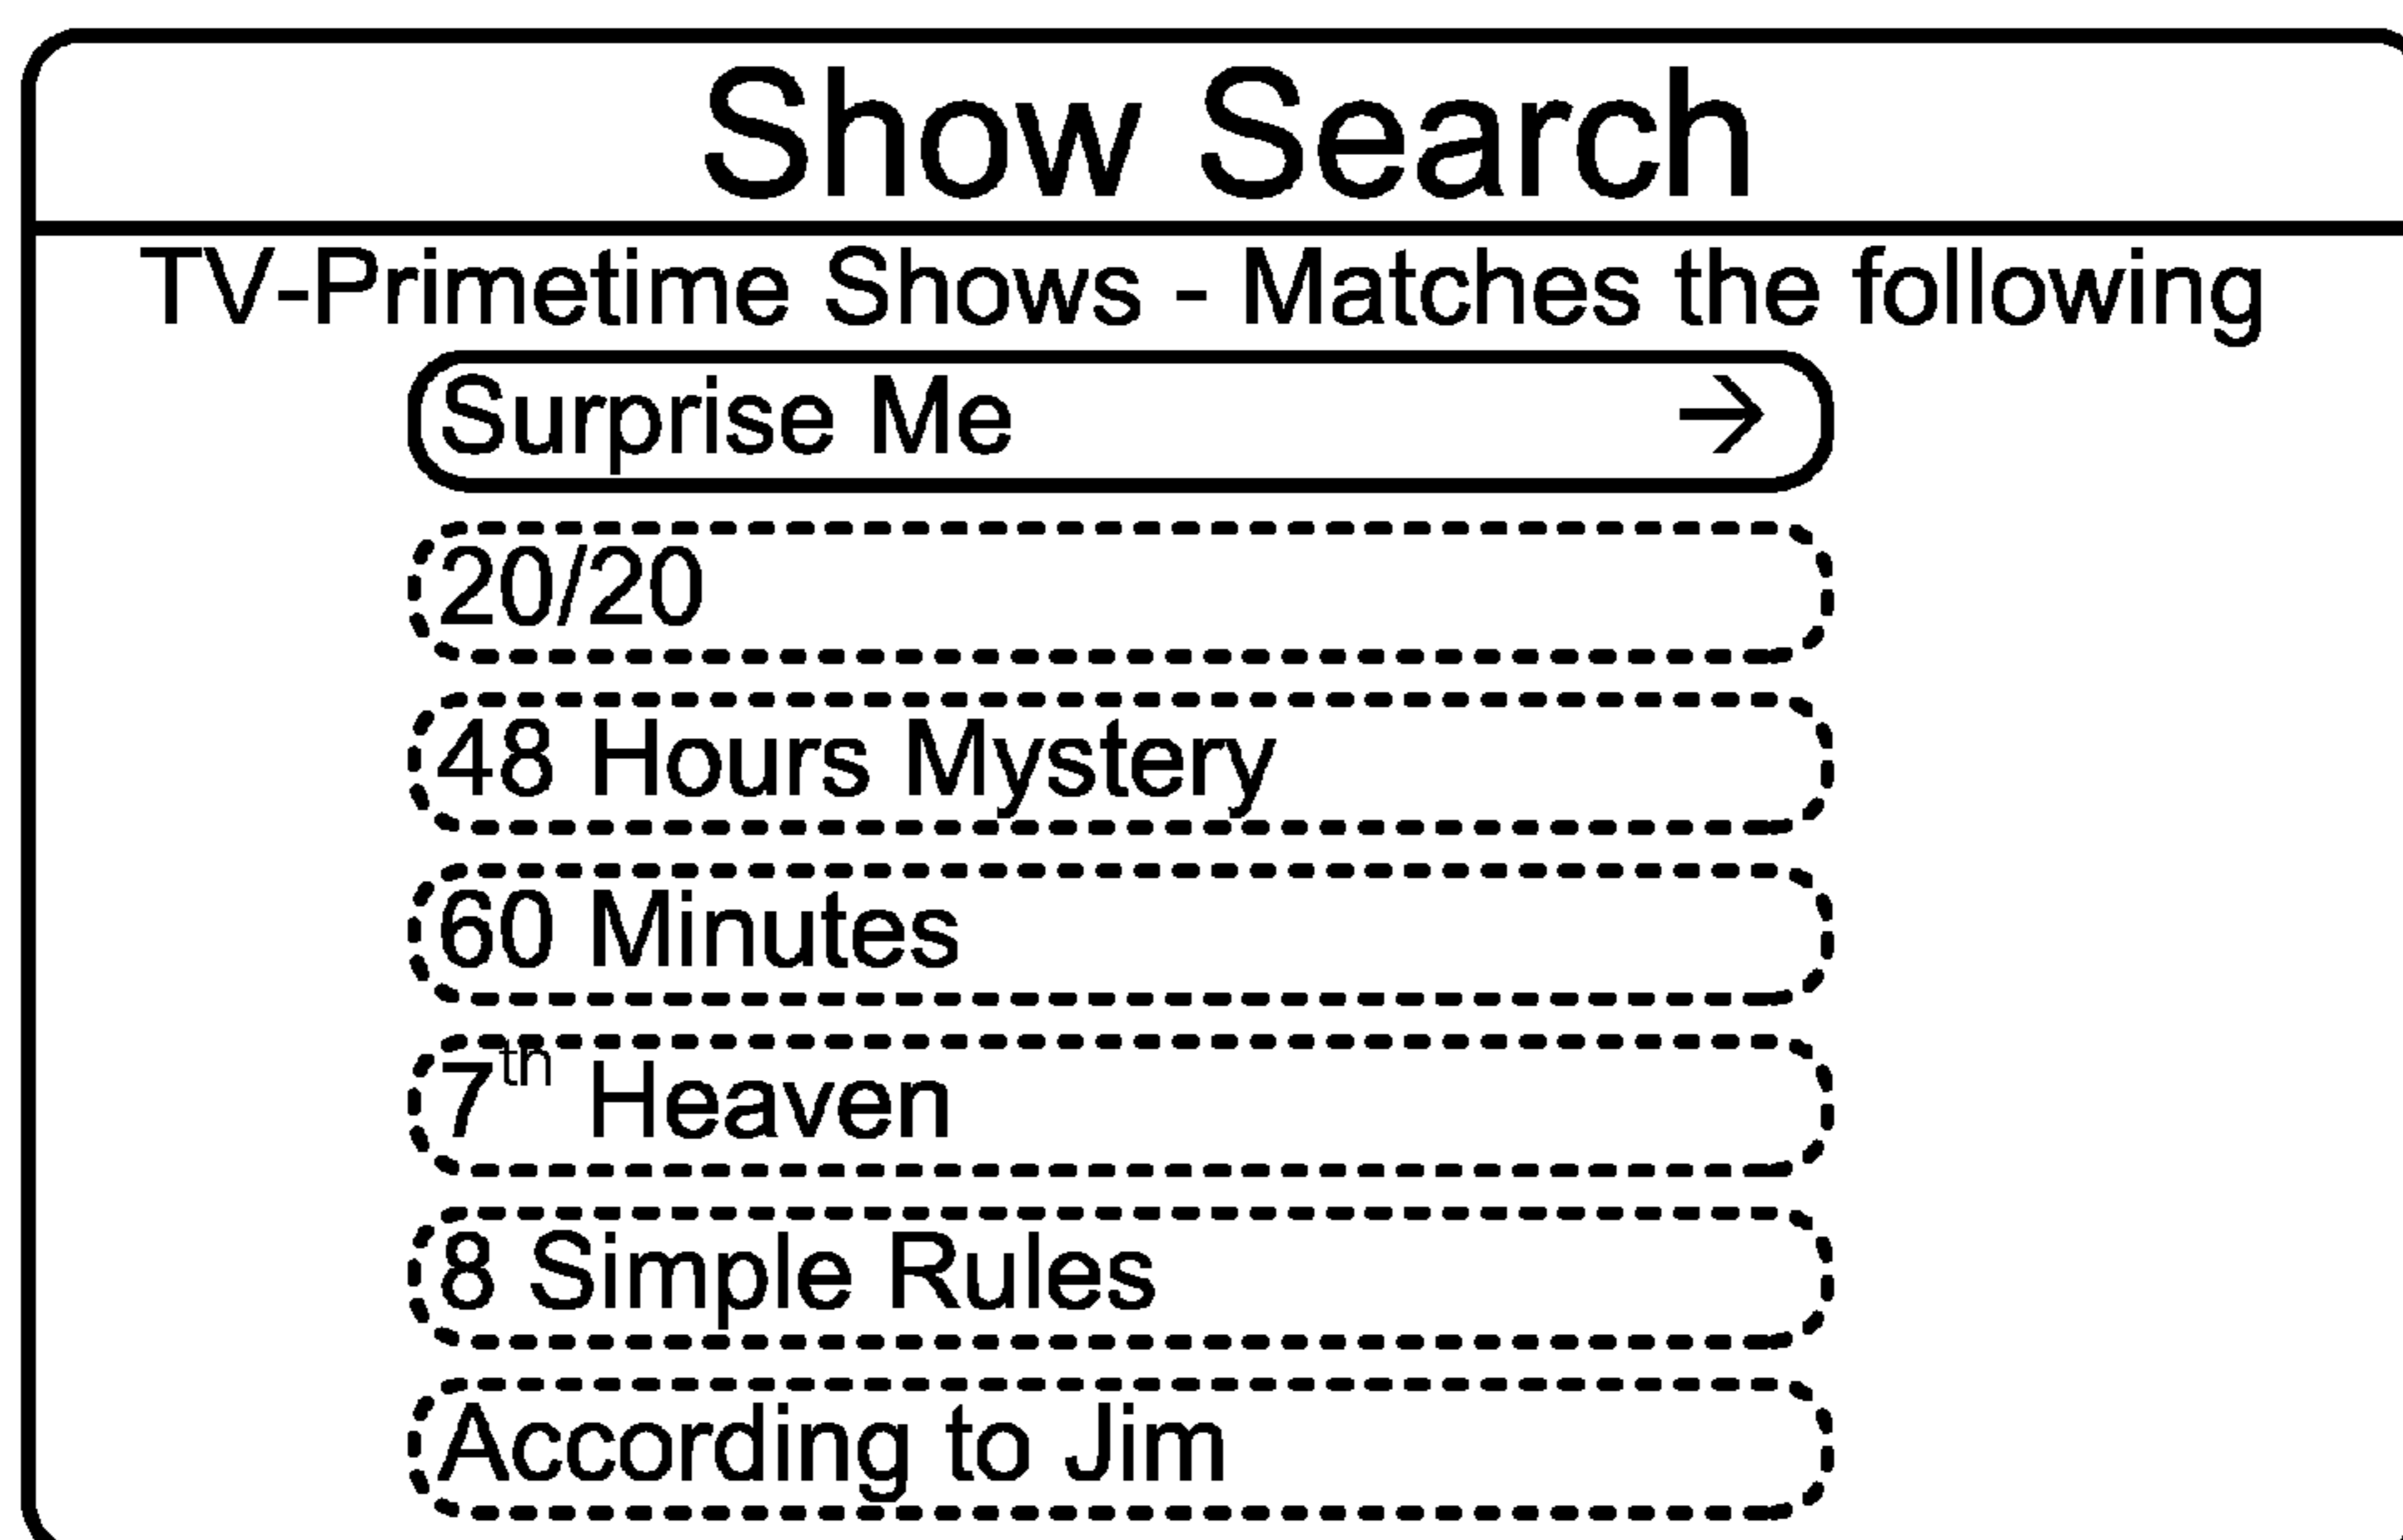 Show Search
TV-Primetime Shows - Matches the following
Surprise Me →
20/20
48 Hours Mystery
60 Minutes
7th Heaven
8 Simple Rules
According to Jim